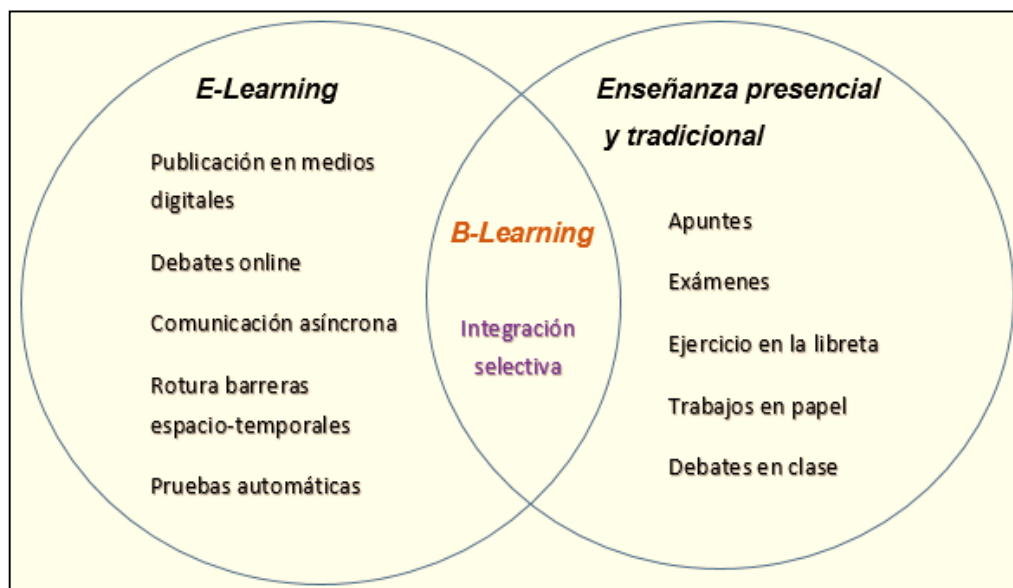 E-Learning
Publicación en medios
digitales
Debates online
Comunicación asíncrona
Rotura barreras
espacio-temporales
Pruebas automáticas
B-Learning
Integración
selectiva
Enseñanza presencial
y tradicional
Apuntes
Exámenes
Ejercicio en la libreta
Trabajos en papel
Debates en clase